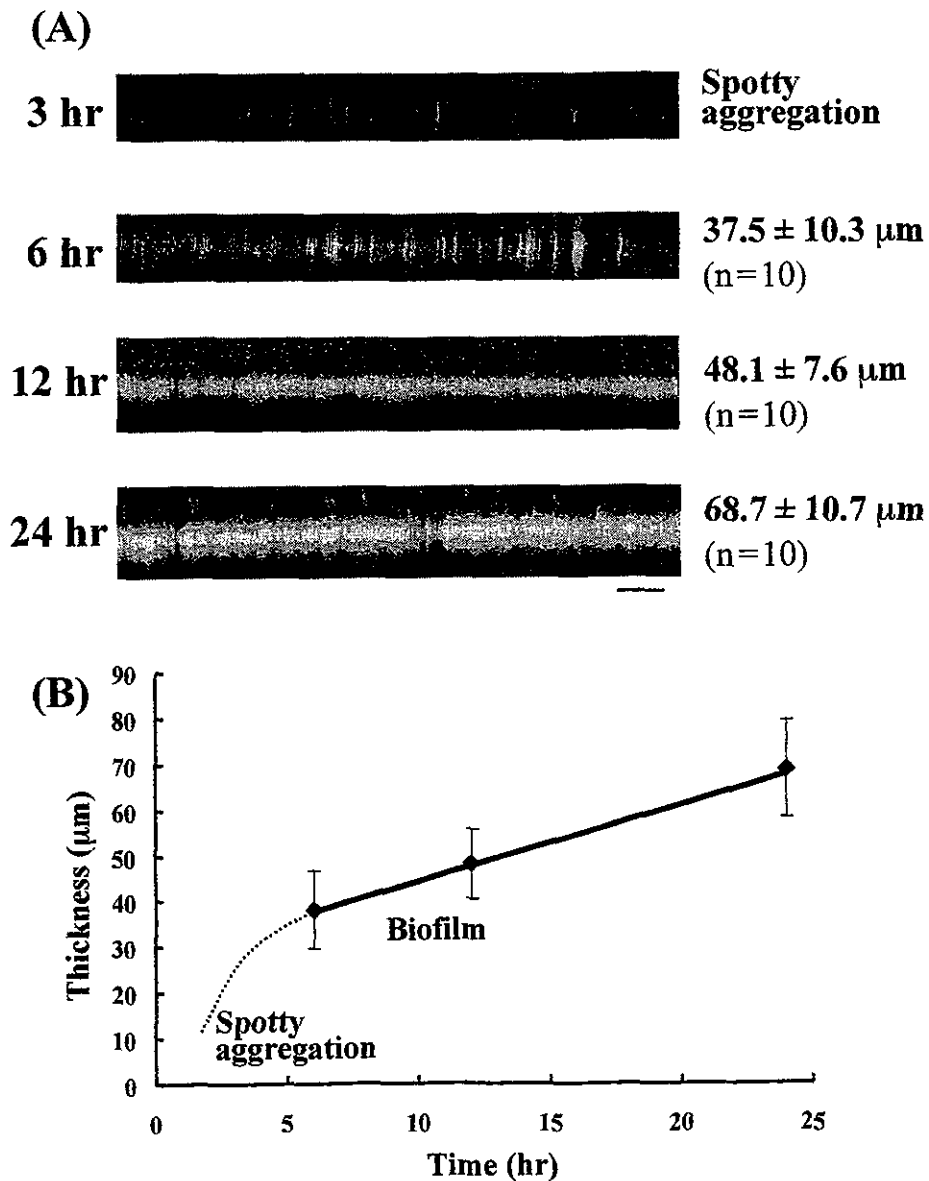 (A)
3 hr
Spotty
aggregation
6 hr
37.5 ± 10.3 μm
(n=10)
12 hr
48.1 ± 7.6 μm
(n=10)
24 hr
68.7 ± 10.7 μm
(n=10)
(B)
90
80
70
60
50
40
30
20
10
0
Thickness (μm)
Biofilm
Spotty
aggregation
0 5 10 15 20 25
Time (hr)